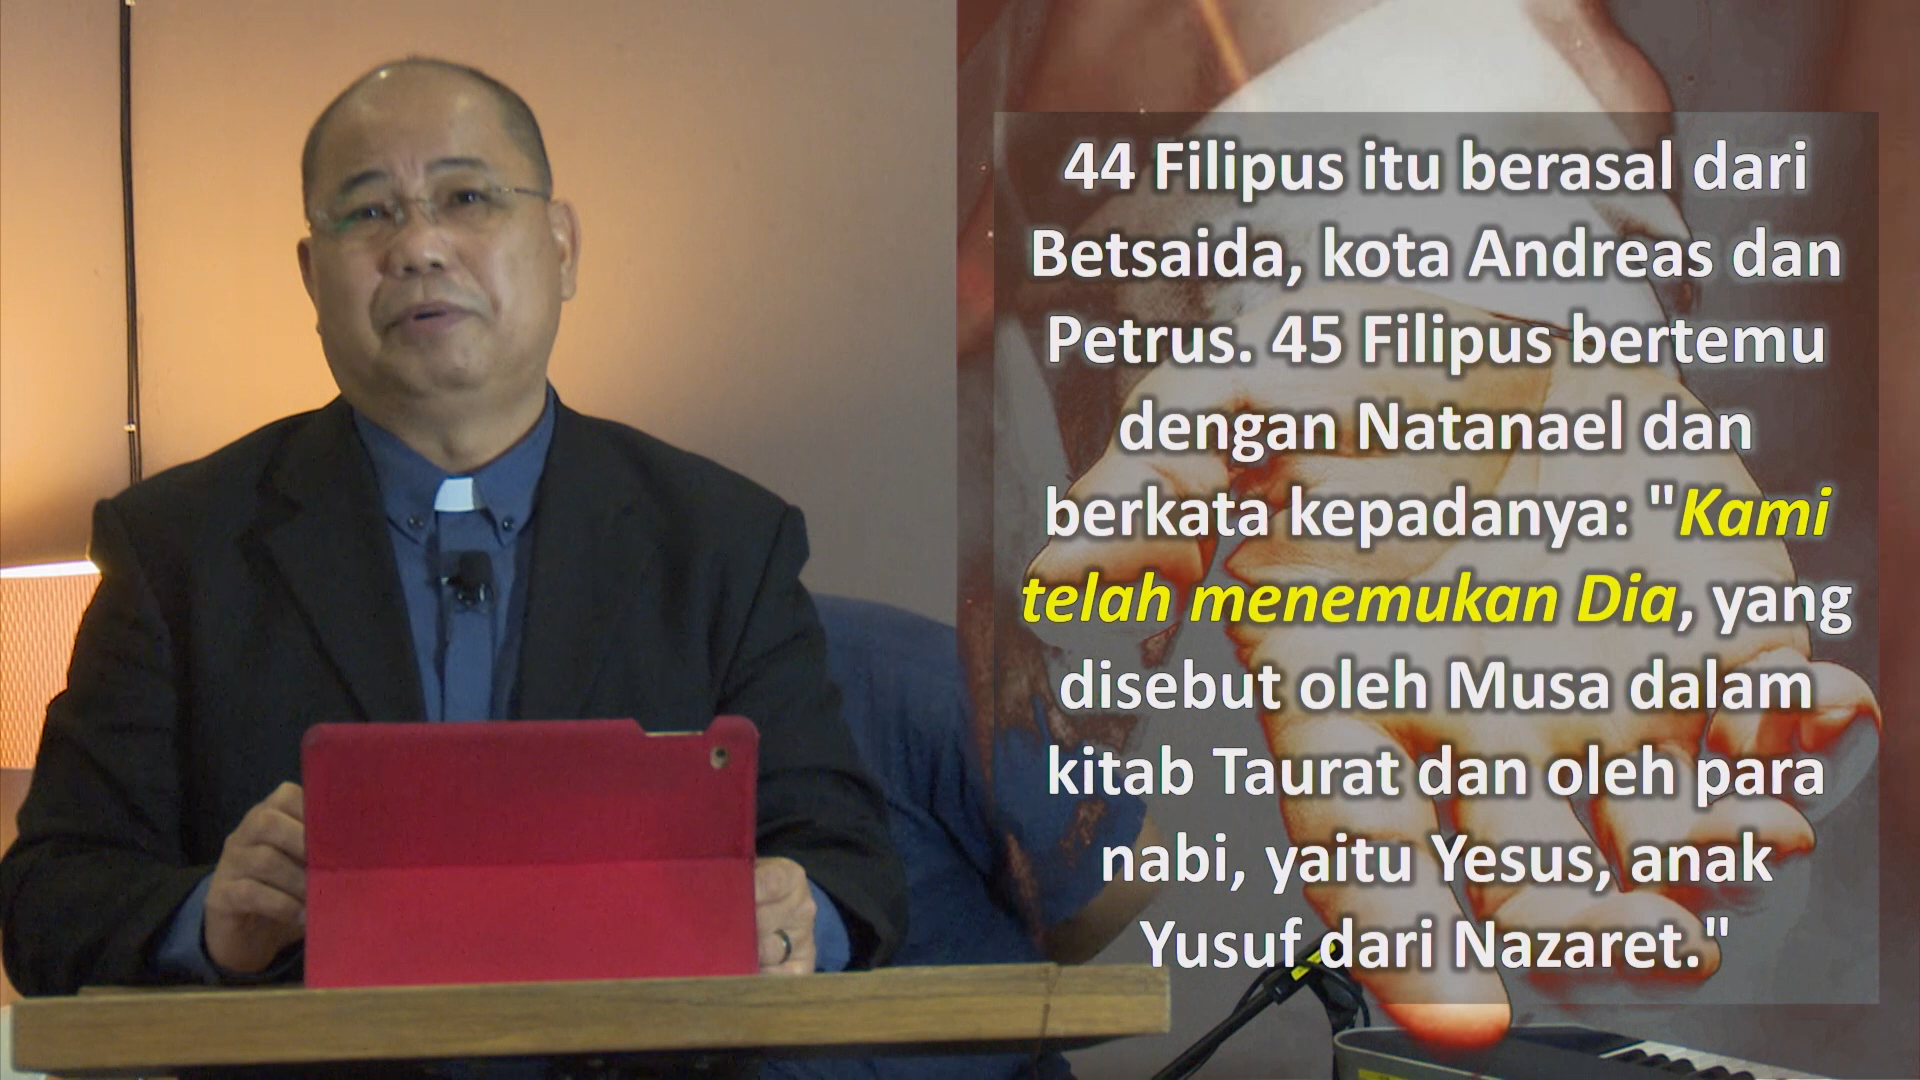 44 Filipus itu berasal dari
Betsaida, kota Andreas dan
Petrus. 45 Filipus bertemu
dengan Natanael dan
berkata kepadanya: "Kami
telah menemukan Dia, yang
disebut oleh Musa dalam
kitab Taurat dan oleh para
nabi, yaitu Yesus, anak
Yusuf dari Nazaret."